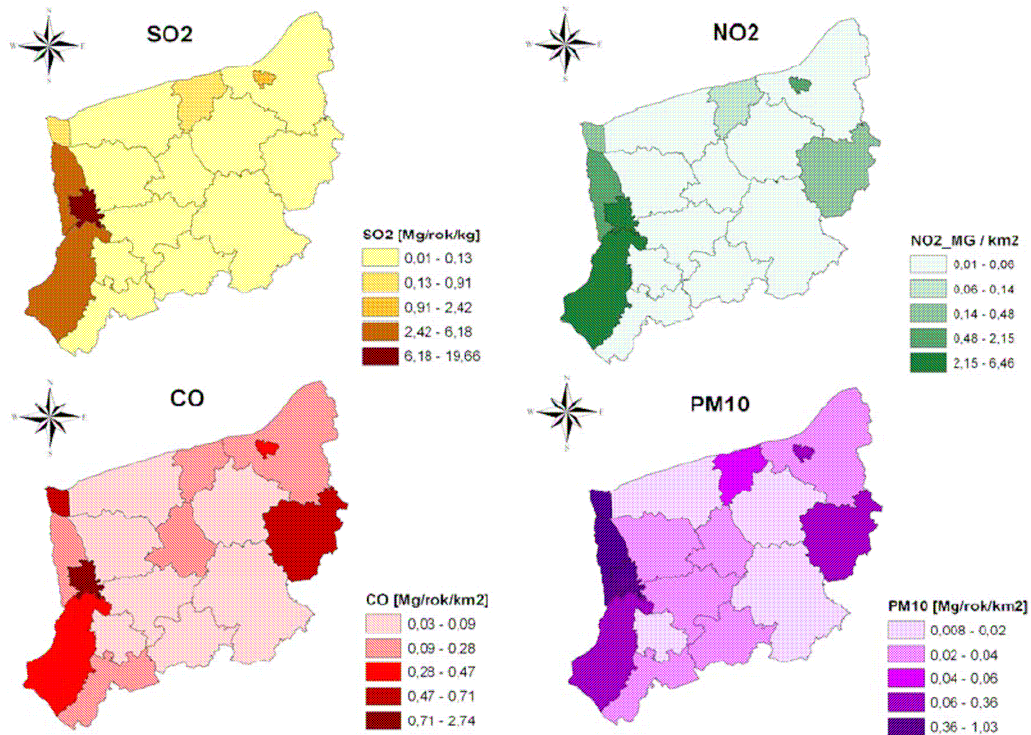 SO2
N
W
E
S
SO2 [Mg/rok/kg]
0,01 - 0,13
0,13 - 0,91
0,91 - 2,42
2,42 - 6,18
6,18 - 19,66
NO2
N
W
E
S
NO2_MG / km2
0,01 - 0,06
0,06 - 0,14
0,14 - 0,48
0,48 - 2,15
2,15 - 6,46
CO
N
W
E
S
CO [Mg/rok/km2]
0,03 - 0,09
0,09 - 0,28
0,28 - 0,47
0,47 - 0,71
0,71 - 2,74
PM10
N
W
E
S
PM10 [Mg/rok/km2]
0,008 - 0,02
0,02 - 0,04
0,04 - 0,06
0,06 - 0,36
0,36 - 1,03